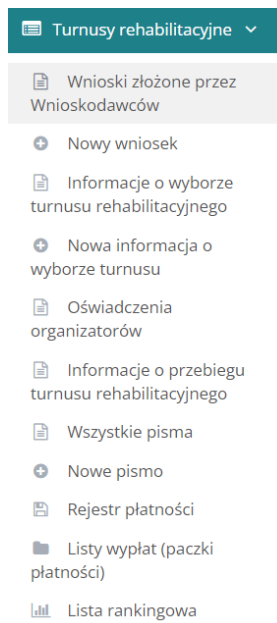 Turnusy rehabilitacyjne
Wnioski złożone przez
Wnioskodawców
Nowy wniosek
Informacje o wyborze
turnusu rehabilitacyjnego
Nowa informacja o
wyborze turnusu
Oświadczenia
organizatorów
Informacje o przebiegu
turnusu rehabilitacyjnego
Wszystkie pisma
Nowe pismo
Rejestr płatności
Listy wypłat (paczki
płatności)
Lista rankingowa